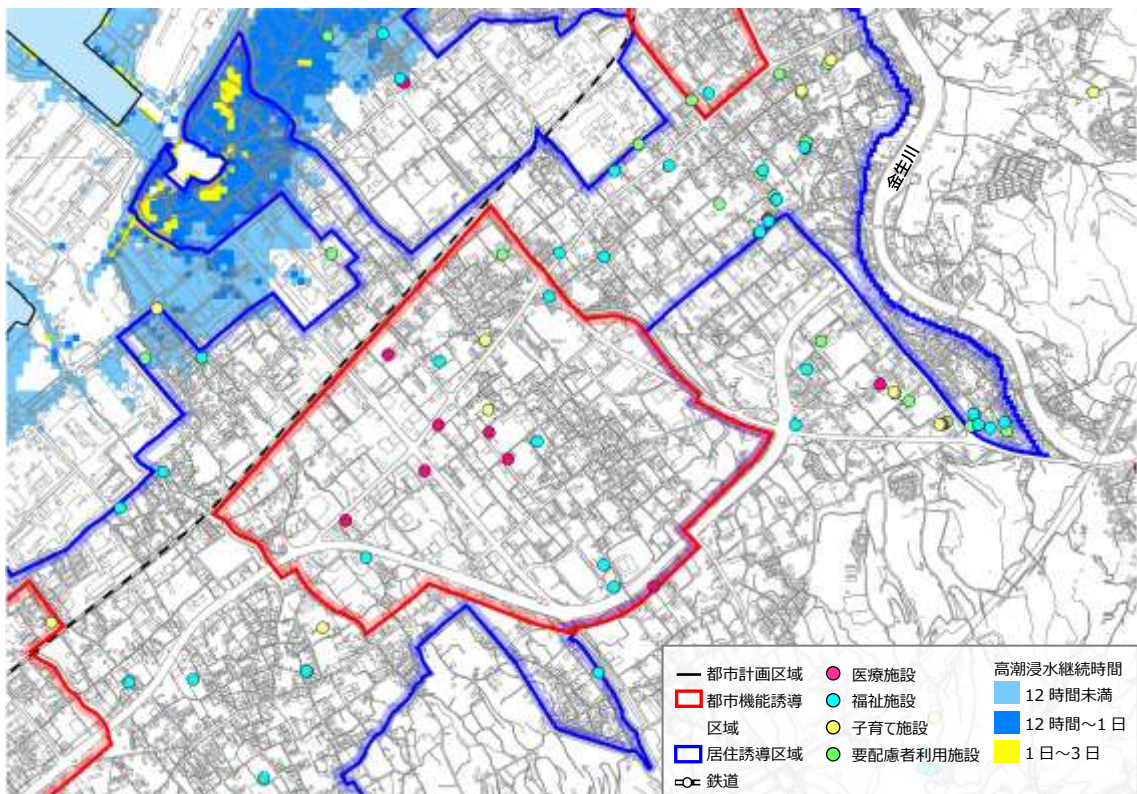 金生川
都市計画区域
都市機能誘導
区域
居住誘導区域
鉄道
医療施設
福祉施設
子育て施設
要配慮者利用施設
高潮浸水継続時間
12 時間未満
12 時間～1 日
1 日～3 日